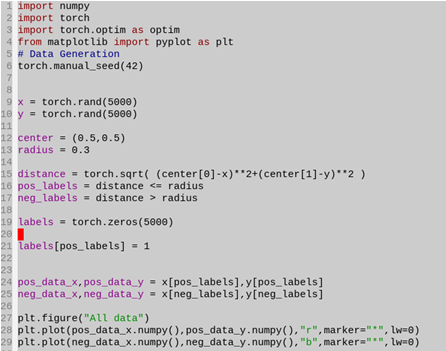 1 import numpy
2 import torch
3 import torch.optim as optim
4 from matplotlib import pyplot as plt
5 # Data Generation
6 torch.manual_seed(42)
7
8
9 x = torch.rand(5000)
10 y = torch.rand(5000)
11
12 center = (0.5,0.5)
13 radius = 0.3
14
15 distance = torch.sqrt( (center[0]-x)**2+(center[1]-y)**2 )
16 pos_labels = distance <= radius
17 neg_labels = distance > radius
18
19 labels = torch.zeros(5000)
20
21 labels[pos_labels] = 1
22
23
24 pos_data_x,pos_data_y = x[pos_labels],y[pos_labels]
25 neg_data_x,neg_data_y = x[neg_labels],y[neg_labels]
26
27 plt.figure("All data")
28 plt.plot(pos_data_x.numpy(),pos_data_y.numpy(),"r",marker="*",lw=0)
29 plt.plot(neg_data_x.numpy(),neg_data_y.numpy(),"b",marker="*",lw=0)